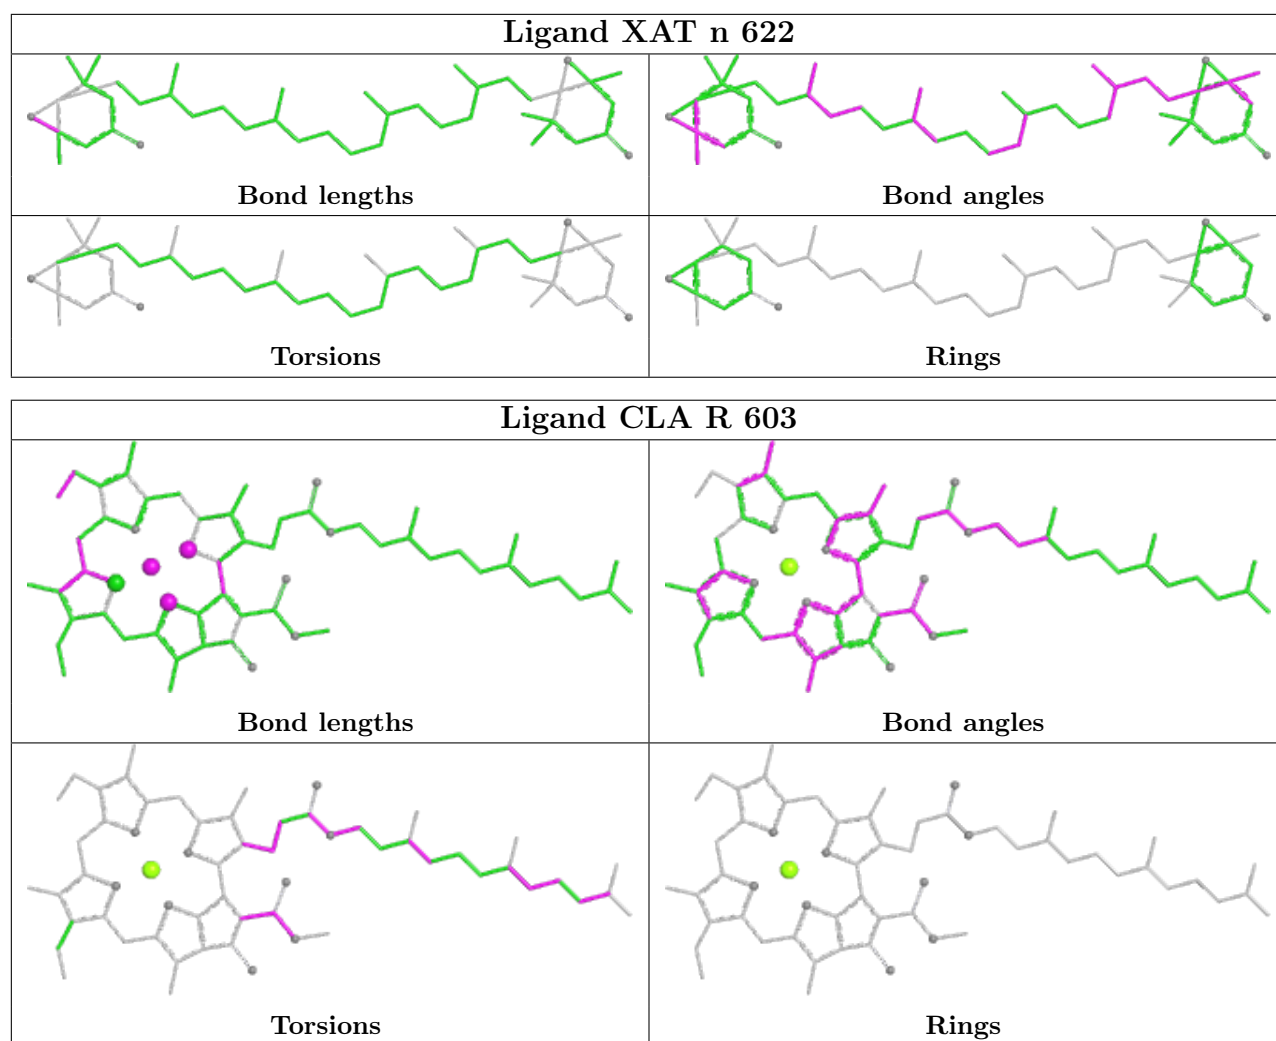 Ligand XAT n 622
Bond lengths
Bond angles
Torsions
Rings
Ligand CLA R 603
Bond lengths
Bond angles
Torsions
Rings